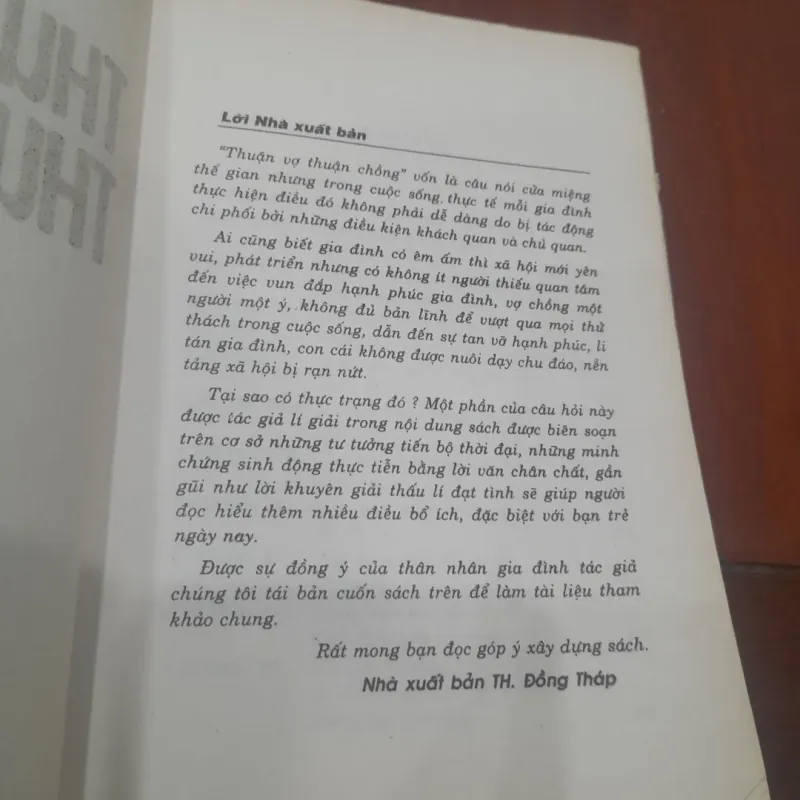 THU
THU
Lời Nhà xuất bản
"Thuận vợ thuận chồng" vốn là câu nói cửa miệng
thế gian nhưng trong cuộc sống, thực tế mỗi gia đình
thực hiện điều đó không phải dễ dàng do bị tác động
chi phối bởi những điều kiện khách quan và chủ quan.
Ai cũng biết gia đình có êm ấm thì xã hội mới yên
vui, phát triển nhưng có không ít người thiếu quan tâm
đến việc vun đắp hạnh phúc gia đình, vợ chồng một
người một ý, không đủ bản lĩnh để vượt qua mọi thử
thách trong cuộc sống, dẫn đến sự tan vỡ hạnh phúc, li
tán gia đình, con cái không được nuôi dạy chu đáo, nền
tảng xã hội bị rạn nứt.
Tại sao có thực trạng đó ? Một phần của câu hỏi này
được tác giả lí giải trong nội dung sách được biên soạn
trên cơ sở những tư tưởng tiến bộ thời đại, những minh
chứng sinh động thực tiễn bằng lời văn chân chất, gần
gũi như lời khuyên giải thấu lí đạt tình sẽ giúp người
đọc hiểu thêm nhiều điều bổ ích, đặc biệt với bạn trẻ
ngày nay.
Được sự đồng ý của thân nhân gia đình tác giả
chúng tôi tái bản cuốn sách trên để làm tài liệu tham
khảo chung.
Rất mong bạn đọc góp ý xây dựng sách.
Nhà xuất bản TH. Đồng Tháp